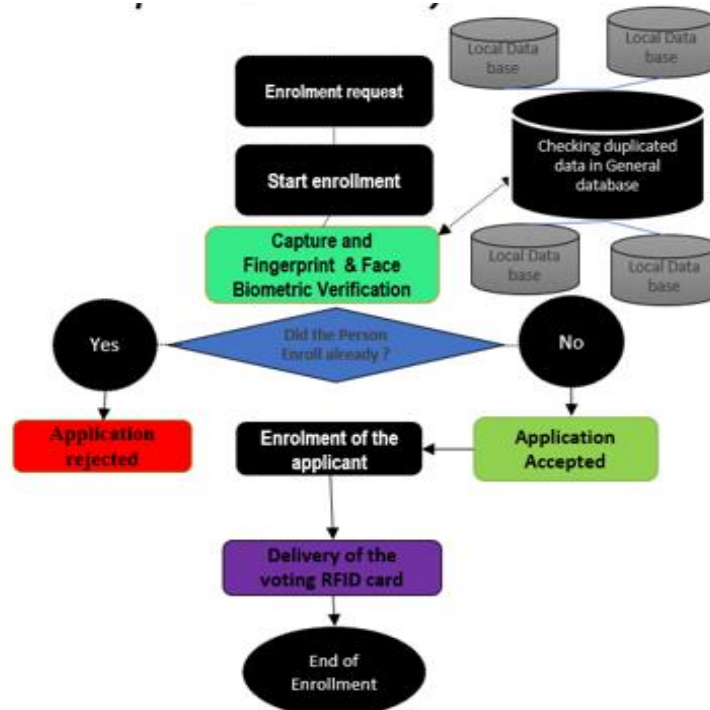 Local Data
base
Local Data
base
Enrolment request
Checking duplicated
data in General
database
Start enrollment
Capture and
Fingerprint & Face
Biometric Verification
Local Data
base
Local Data
base
Yes
Did the Person
Enroll already ?
No
Application
rejected
Enrolment of the
applicant
Application
Accepted
Delivery of the
voting RFID card
End of
Enrollment